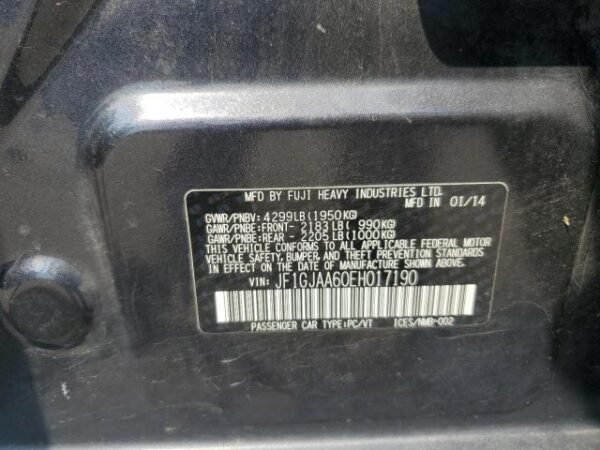 MFD BY FUJI HEAVY INDUSTRIES LTD.
MFD IN 01/14
GVWR/PNBV: 4299LB(1950KG)
GAWR/PNBE:FRONT- 2183LB( 990KG)
GAWR/PNBE:REAR - 2205LB(1000KG)
THIS VEHICLE CONFORMS TO ALL APPLICABLE FEDERAL MOTOR
VEHICLE SAFETY, BUMPER, AND THEFT PREVENTION STANDARDS
IN EFFECT ON THE DATE OF MANUFACTURE SHOWN ABOVE.
VIN: JF1GJAA60EH017190
PASSENGER CAR TYPE:PC/VT ICES/NMB-002